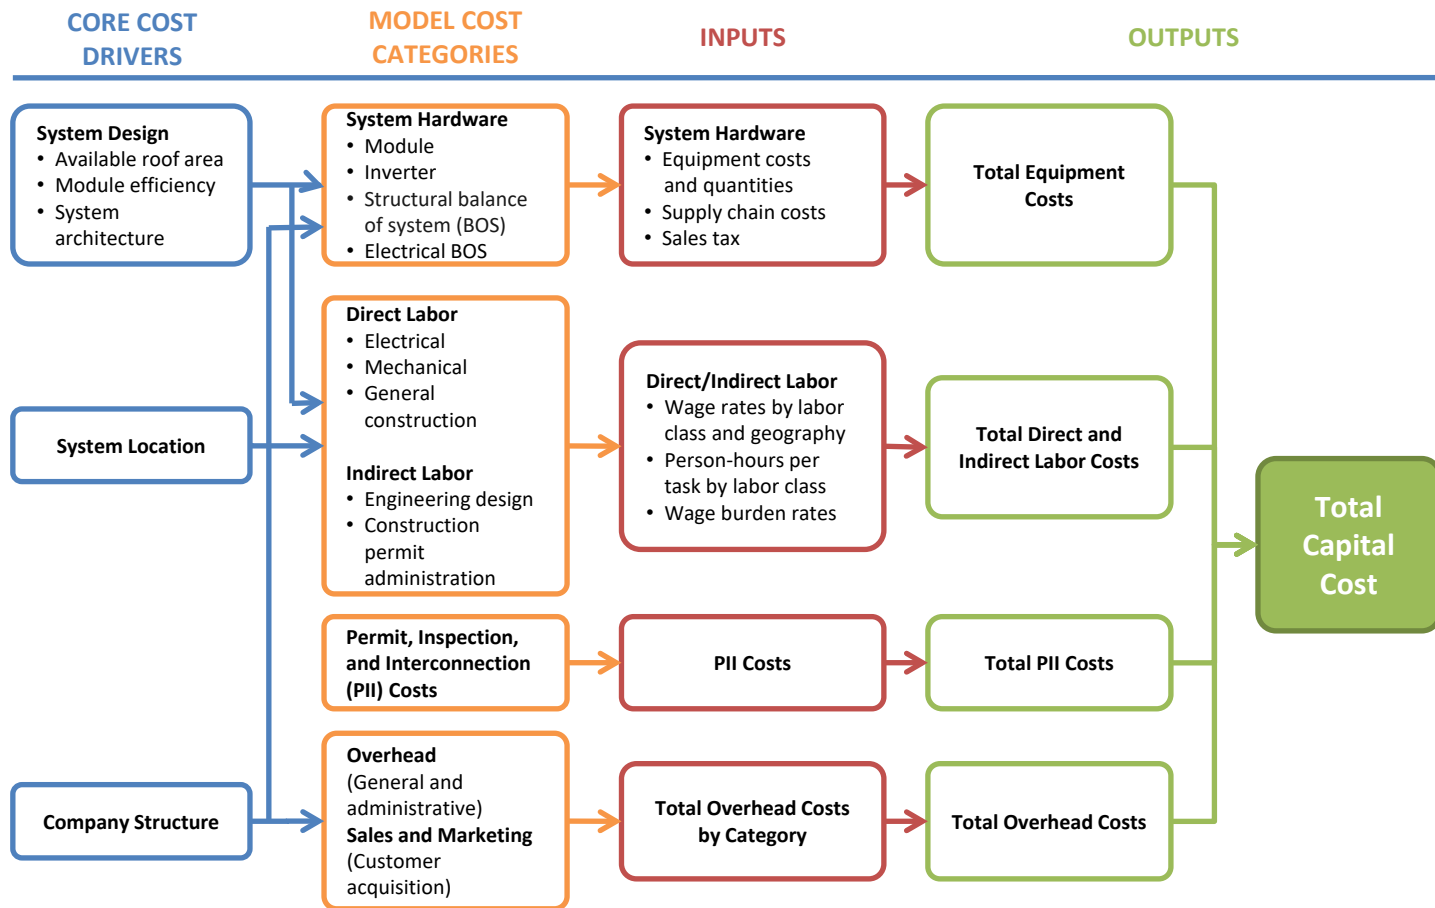 CORE COST
DRIVERS
MODEL COST
CATEGORIES
INPUTS
OUTPUTS
System Design
• Available roof area
• Module efficiency
• System
architecture
System Hardware
• Module
• Inverter
• Structural balance
of system (BOS)
• Electrical BOS
System Hardware
• Equipment costs
and quantities
• Supply chain costs
• Sales tax
Total Equipment
Costs
System Location
Direct Labor
• Electrical
• Mechanical
• General
construction
Indirect Labor
• Engineering design
• Construction
permit
administration
Direct/Indirect Labor
• Wage rates by labor
class and geography
• Person-hours per
task by labor class
• Wage burden rates
Total Direct and
Indirect Labor Costs
Total
Capital
Cost
Permit, Inspection,
and Interconnection
(PII) Costs
PII Costs
Total PII Costs
Company Structure
Overhead
(General and
administrative)
Sales and Marketing
(Customer
acquisition)
Total Overhead Costs
by Category
Total Overhead Costs